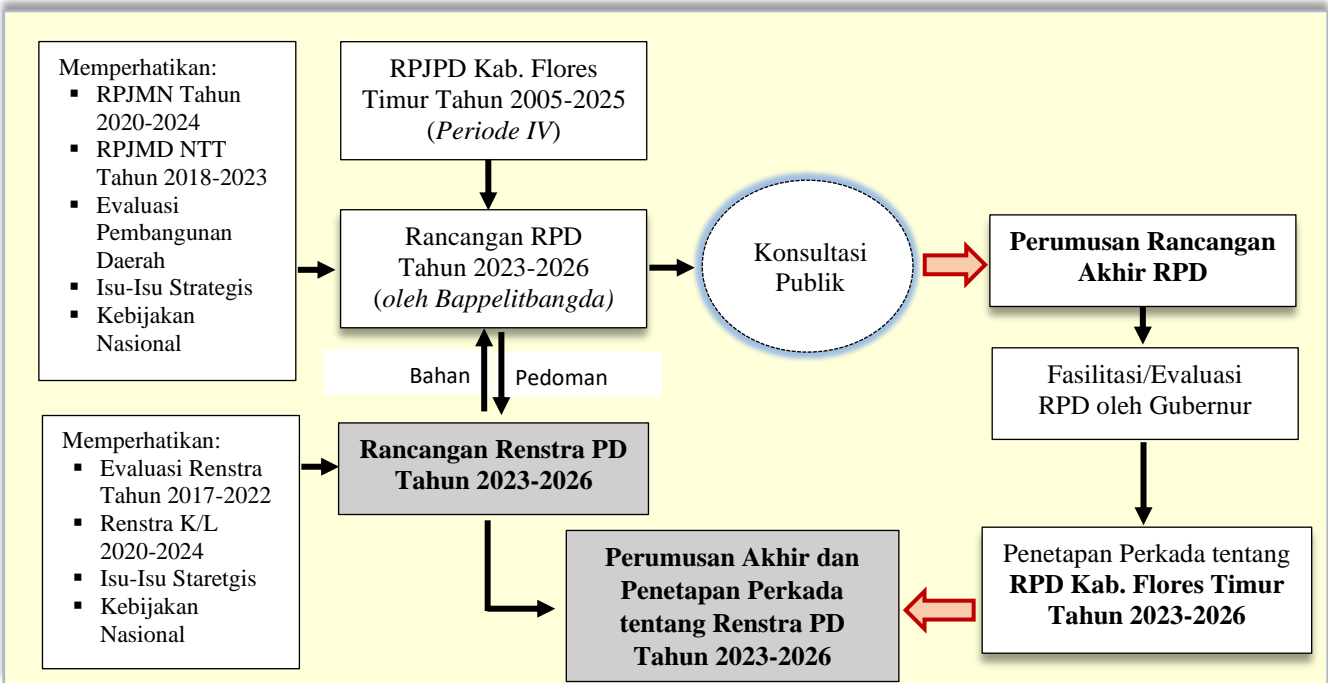 Memperhatikan:
▪ RPJMN Tahun
2020-2024
▪ RPJMD NTT
Tahun 2018-2023
▪ Evaluasi
Pembangunan
Daerah
▪ Isu-Isu Strategis
▪ Kebijakan
Nasional
RPJPD Kab. Flores
Timur Tahun 2005-2025
(Periode IV)
Rancangan RPD
Tahun 2023-2026
(oleh Bappelitbangda)
Konsultasi
Publik
Perumusan Rancangan
Akhir RPD
Bahan
Pedoman
Fasilitasi/Evaluasi
RPD oleh Gubernur
Memperhatikan:
▪ Evaluasi Renstra
Tahun 2017-2022
▪ Renstra K/L
2020-2024
▪ Isu-Isu Staretgis
▪ Kebijakan
Nasional
Rancangan Renstra PD
Tahun 2023-2026
Perumusan Akhir dan
Penetapan Perkada
tentang Renstra PD
Tahun 2023-2026
Penetapan Perkada tentang
RPD Kab. Flores Timur
Tahun 2023-2026